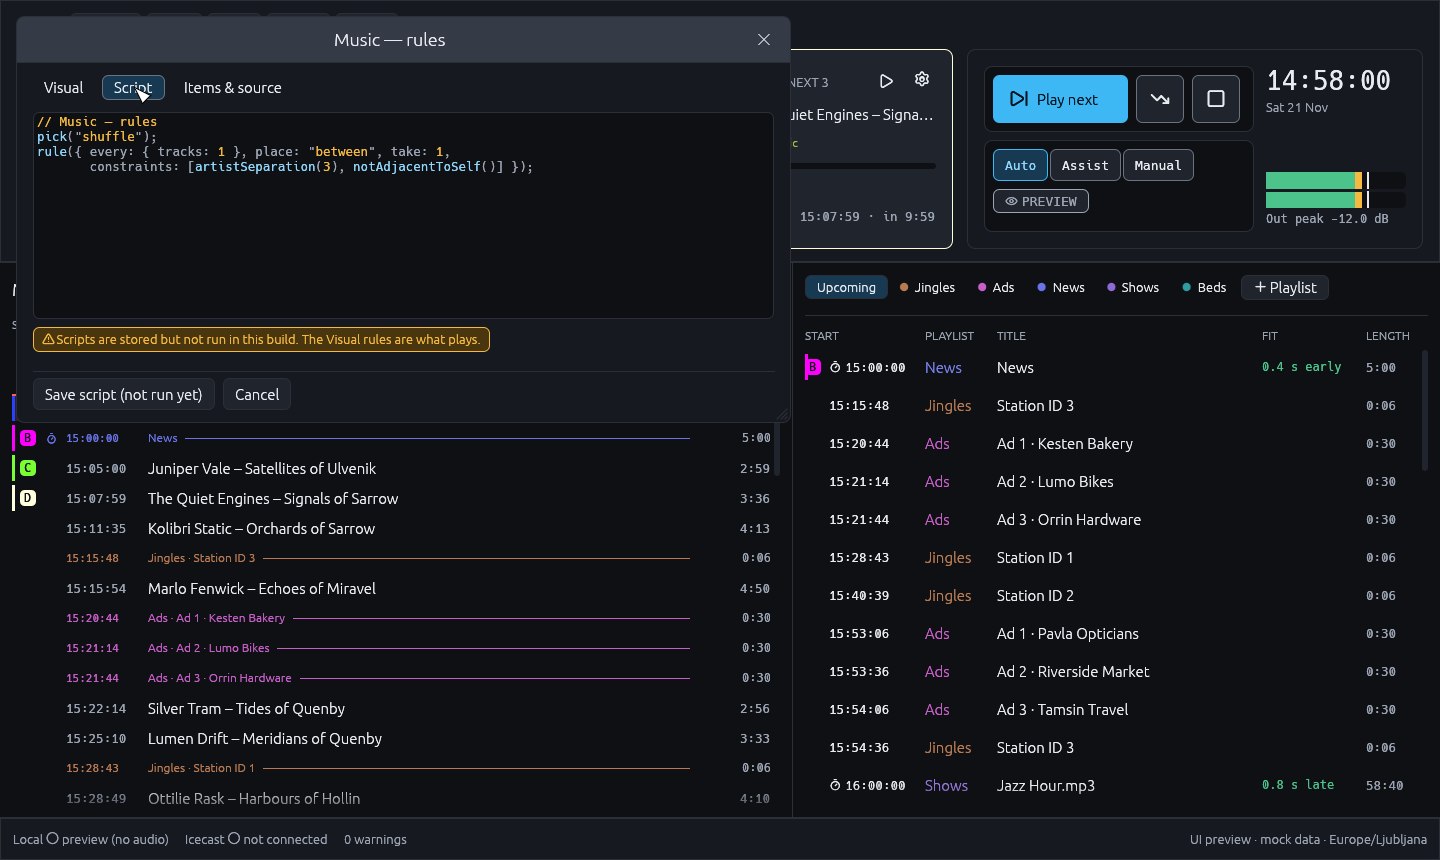 Music — rules
Visual
Script
Items & source
// Music — rules
pick("shuffle");
rule({ every: { tracks: 1 }, place: "between", take: 1,
constraints: [artistSeparation(3), notAdjacentToSelf()] });
Scripts are stored but not run in this build. The Visual rules are what plays.
Save script (not run yet)
Cancel
NEXT 3
uiet Engines – Signa…
c
15:07:59 · in 9:59
Play next
Auto
Assist
Manual
PREVIEW
14:58:00
Sat 21 Nov
Out peak -12.0 dB
B 15:00:00 News 5:00
C 15:05:00 Juniper Vale – Satellites of Ulvenik 2:59
D 15:07:59 The Quiet Engines – Signals of Sarrow 3:36
15:11:35 Kolibri Static – Orchards of Sarrow 4:13
15:15:48 Jingles · Station ID 3 0:06
15:15:54 Marlo Fenwick – Echoes of Miravel 4:50
15:20:44 Ads · Ad 1 · Kesten Bakery 0:30
15:21:14 Ads · Ad 2 · Lumo Bikes 0:30
15:21:44 Ads · Ad 3 · Orrin Hardware 0:30
15:22:14 Silver Tram – Tides of Quenby 2:56
15:25:10 Lumen Drift – Meridians of Quenby 3:33
15:28:43 Jingles · Station ID 1 0:06
15:28:49 Ottilie Rask – Harbours of Hollin 4:10
Upcoming
Jingles
Ads
News
Shows
Beds
Playlist
START PLAYLIST TITLE FIT LENGTH
B 15:00:00 News News 0.4 s early 5:00
15:15:48 Jingles Station ID 3 0:06
15:20:44 Ads Ad 1 · Kesten Bakery 0:30
15:21:14 Ads Ad 2 · Lumo Bikes 0:30
15:21:44 Ads Ad 3 · Orrin Hardware 0:30
15:28:43 Jingles Station ID 1 0:06
15:40:39 Jingles Station ID 2 0:06
15:53:06 Ads Ad 1 · Pavla Opticians 0:30
15:53:36 Ads Ad 2 · Riverside Market 0:30
15:54:06 Ads Ad 3 · Tamsin Travel 0:30
15:54:36 Jingles Station ID 3 0:06
16:00:00 Shows Jazz Hour.mp3 0.8 s late 58:40
Local preview (no audio)
Icecast not connected
0 warnings
UI preview · mock data · Europe/Ljubljana